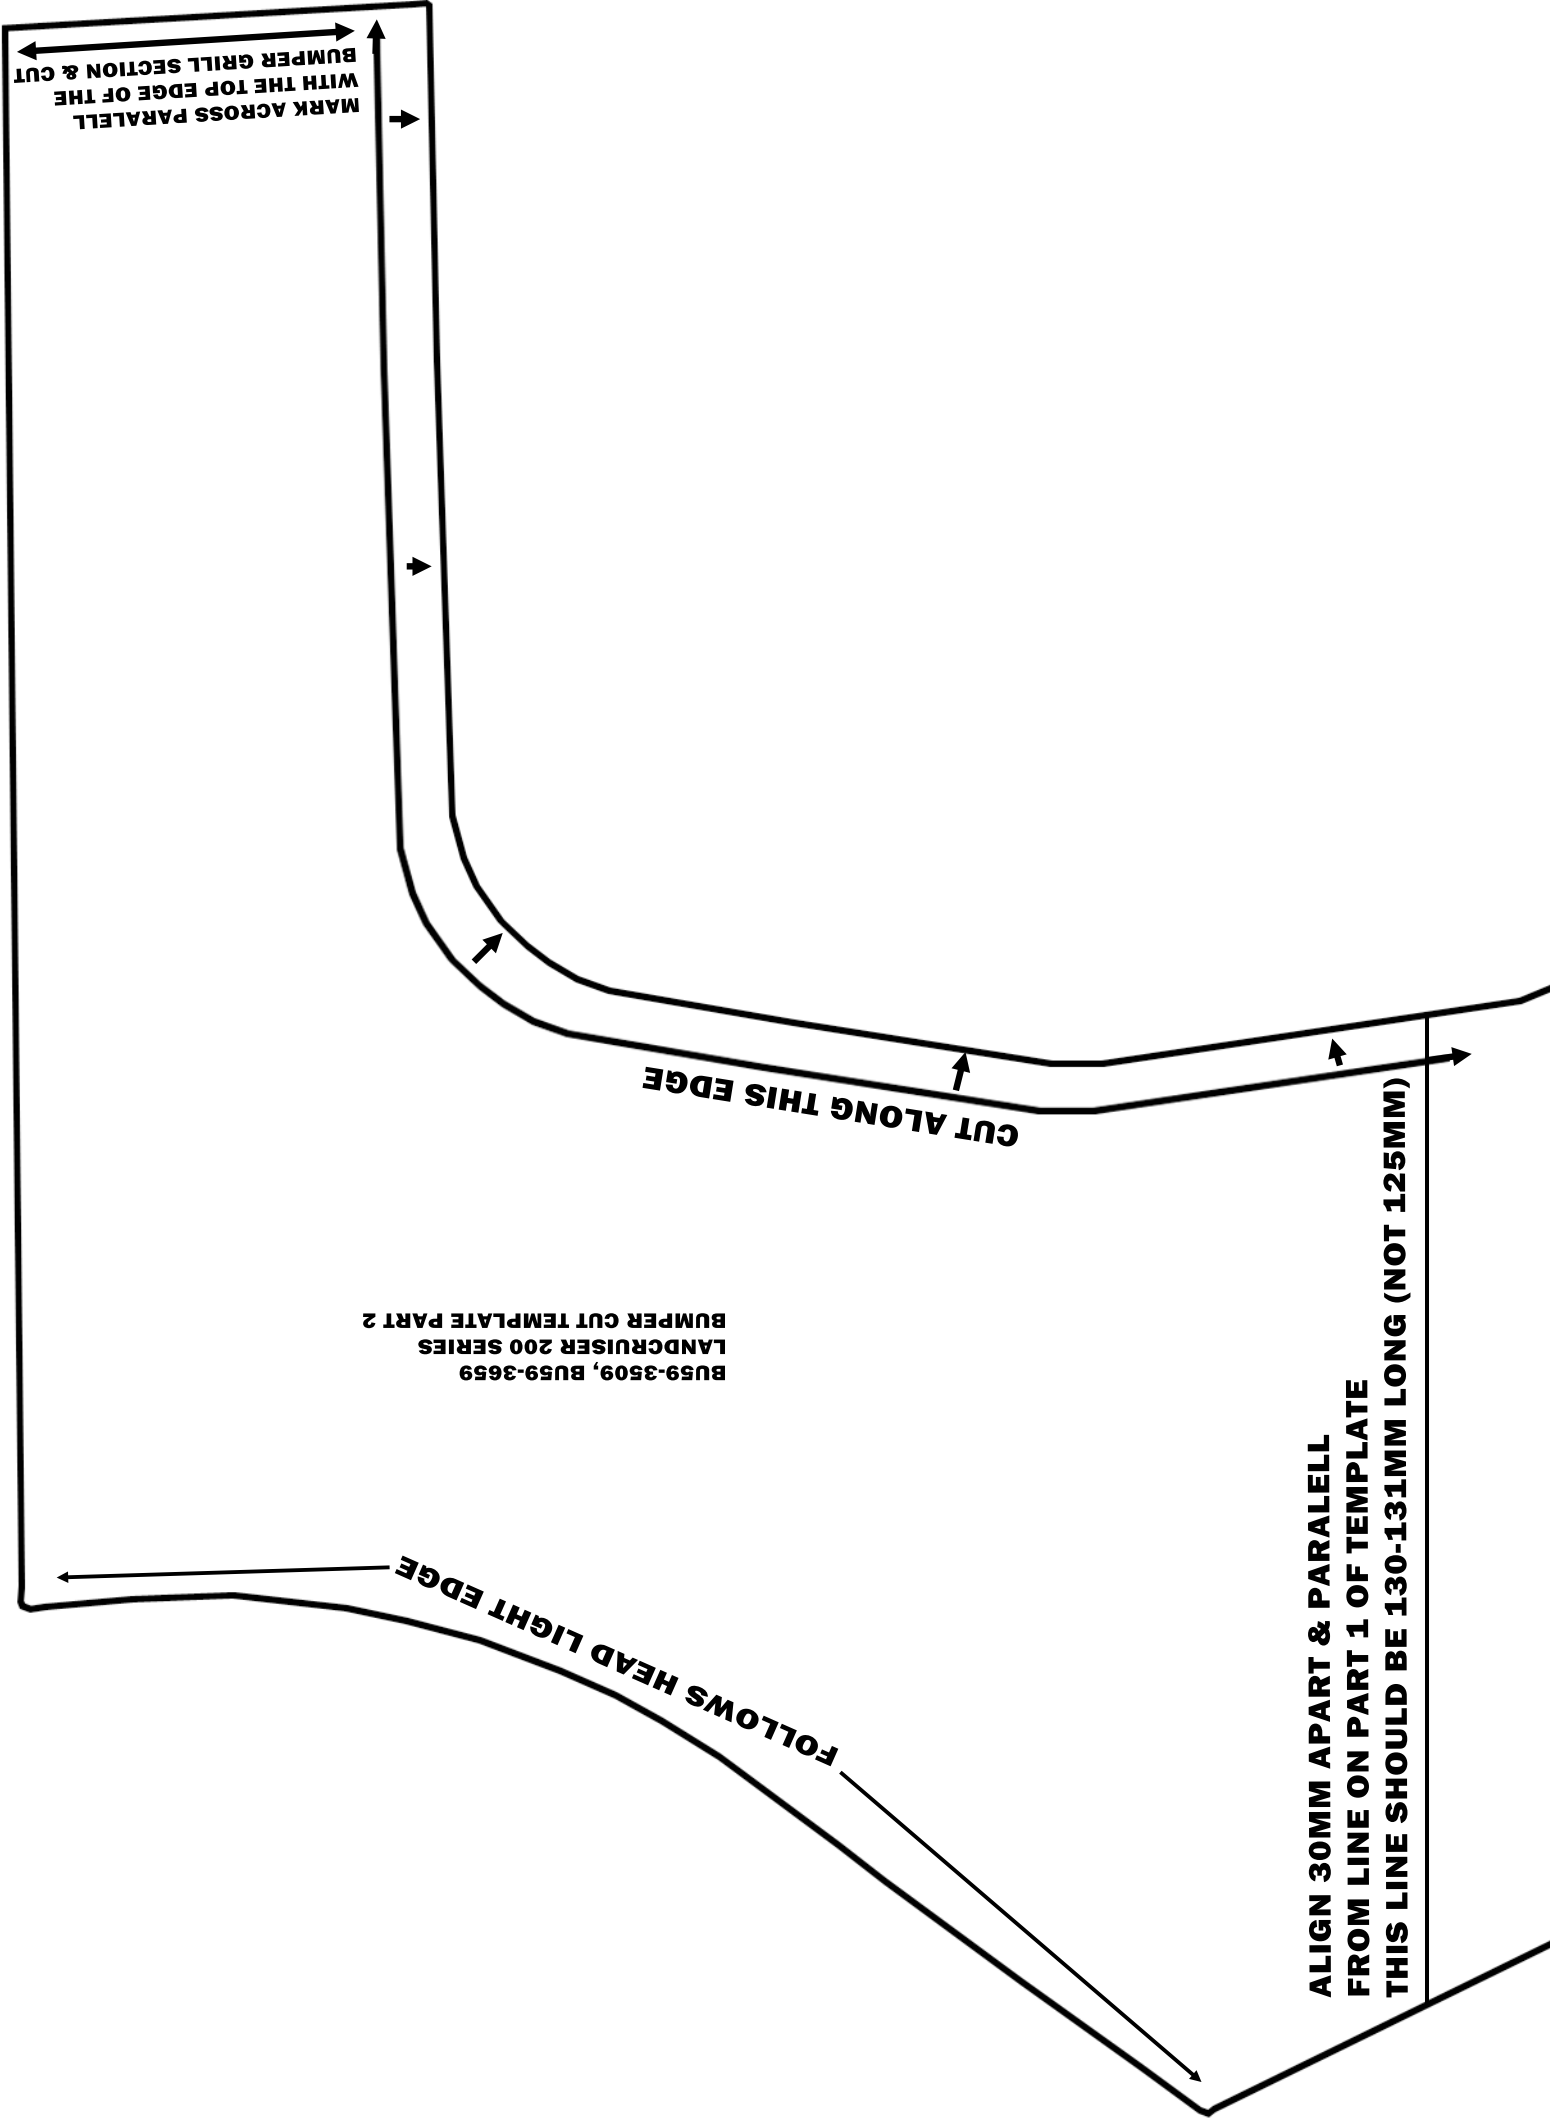 MARK ACROSS PARALELL
WITH THE TOP EDGE OF THE
BUMPER GRILL SECTION & CUT
CUT ALONG THIS EDGE
BU59-3509, BU59-3659
LANDCRUISER 200 SERIES
BUMPER CUT TEMPLATE PART 2
FOLLOWS HEAD LIGHT EDGE
ALIGN 30MM APART & PARALELL
FROM LINE ON PART 1 OF TEMPLATE
THIS LINE SHOULD BE 130-131MM LONG (NOT 125MM)